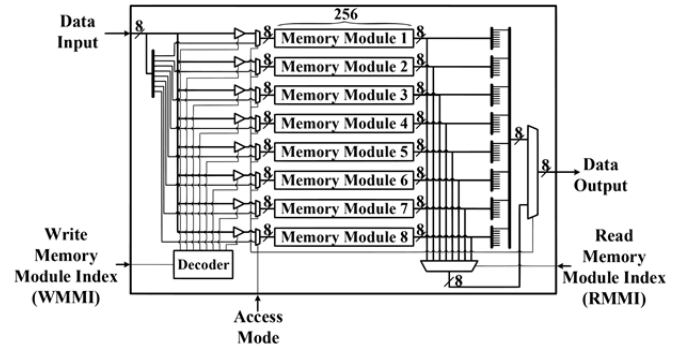 256
Data
Input
8
8
Memory Module 1
8
8
Memory Module 2
8
8
Memory Module 3
8
8
Memory Module 4
8
8
Memory Module 5
8
8
Memory Module 6
8
8
Memory Module 7
8
8
Memory Module 8
8
8
8
Data
Output
Write
Memory
Module Index
(WMMI)
Decoder
8
Read
Memory
Module Index
(RMMI)
Access
Mode